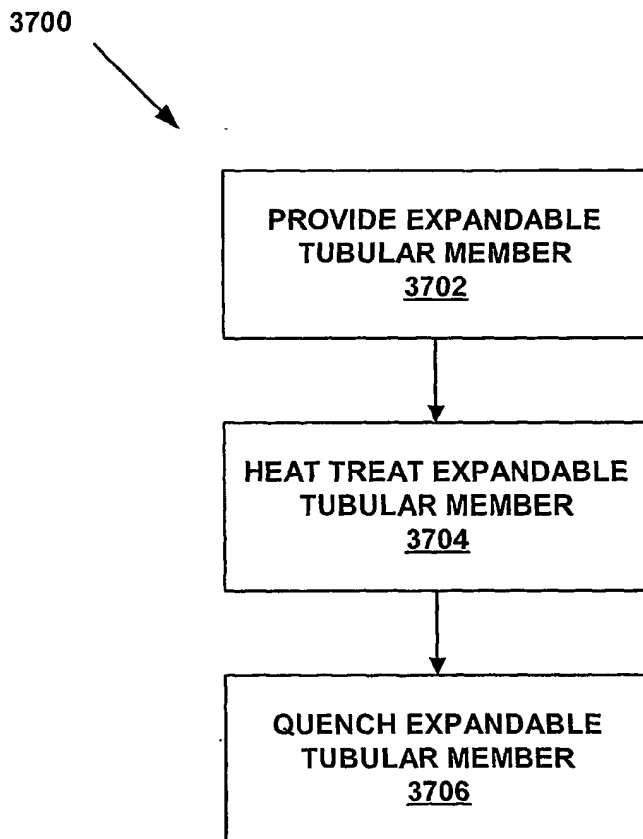 3700
PROVIDE EXPANDABLE
TUBULAR MEMBER
3702
HEAT TREAT EXPANDABLE
TUBULAR MEMBER
3704
QUENCH EXPANDABLE
TUBULAR MEMBER
3706